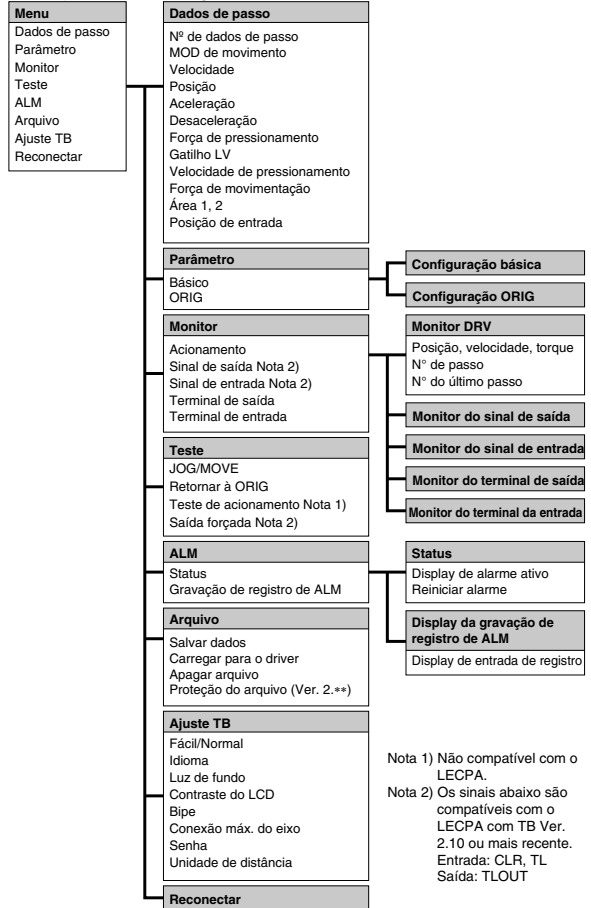 Menu
Dados de passo
Parâmetro
Monitor
Teste
ALM
Arquivo
Ajuste TB
Reconectar
Dados de passo
Nº de dados de passo
MOD de movimento
Velocidade
Posição
Aceleração
Desaceleração
Força de pressionamento
Gatilho LV
Velocidade de pressionamento
Força de movimentação
Área 1, 2
Posição de entrada
Parâmetro
Básico
ORIG
Configuração básica
Configuração ORIG
Monitor
Acionamento
Sinal de saída Nota 2)
Sinal de entrada Nota 2)
Terminal de saída
Terminal de entrada
Monitor DRV
Posição, velocidade, torque
N° de passo
N° do último passo
Monitor do sinal de saída
Monitor do sinal de entrada
Monitor do terminal de saída
Monitor do terminal da entrada
Teste
JOG/MOVE
Retornar à ORIG
Teste de acionamento Nota 1)
Saída forçada Nota 2)
ALM
Status
Gravação de registro de ALM
Status
Display de alarme ativo
Reiniciar alarme
Display da gravação de
registro de ALM
Display de entrada de registro
Arquivo
Salvar dados
Carregar para o driver
Apagar arquivo
Proteção do arquivo (Ver. 2.**)
Ajuste TB
Fácil/Normal
Idioma
Luz de fundo
Contraste do LCD
Bipe
Conexão máx. do eixo
Senha
Unidade de distância
Reconectar
Nota 1) Não compatível com o
LECPA.
Nota 2) Os sinais abaixo são
compatíveis com o
LECPA com TB Ver.
2.10 ou mais recente.
Entrada: CLR, TL
Saída: TLOUT